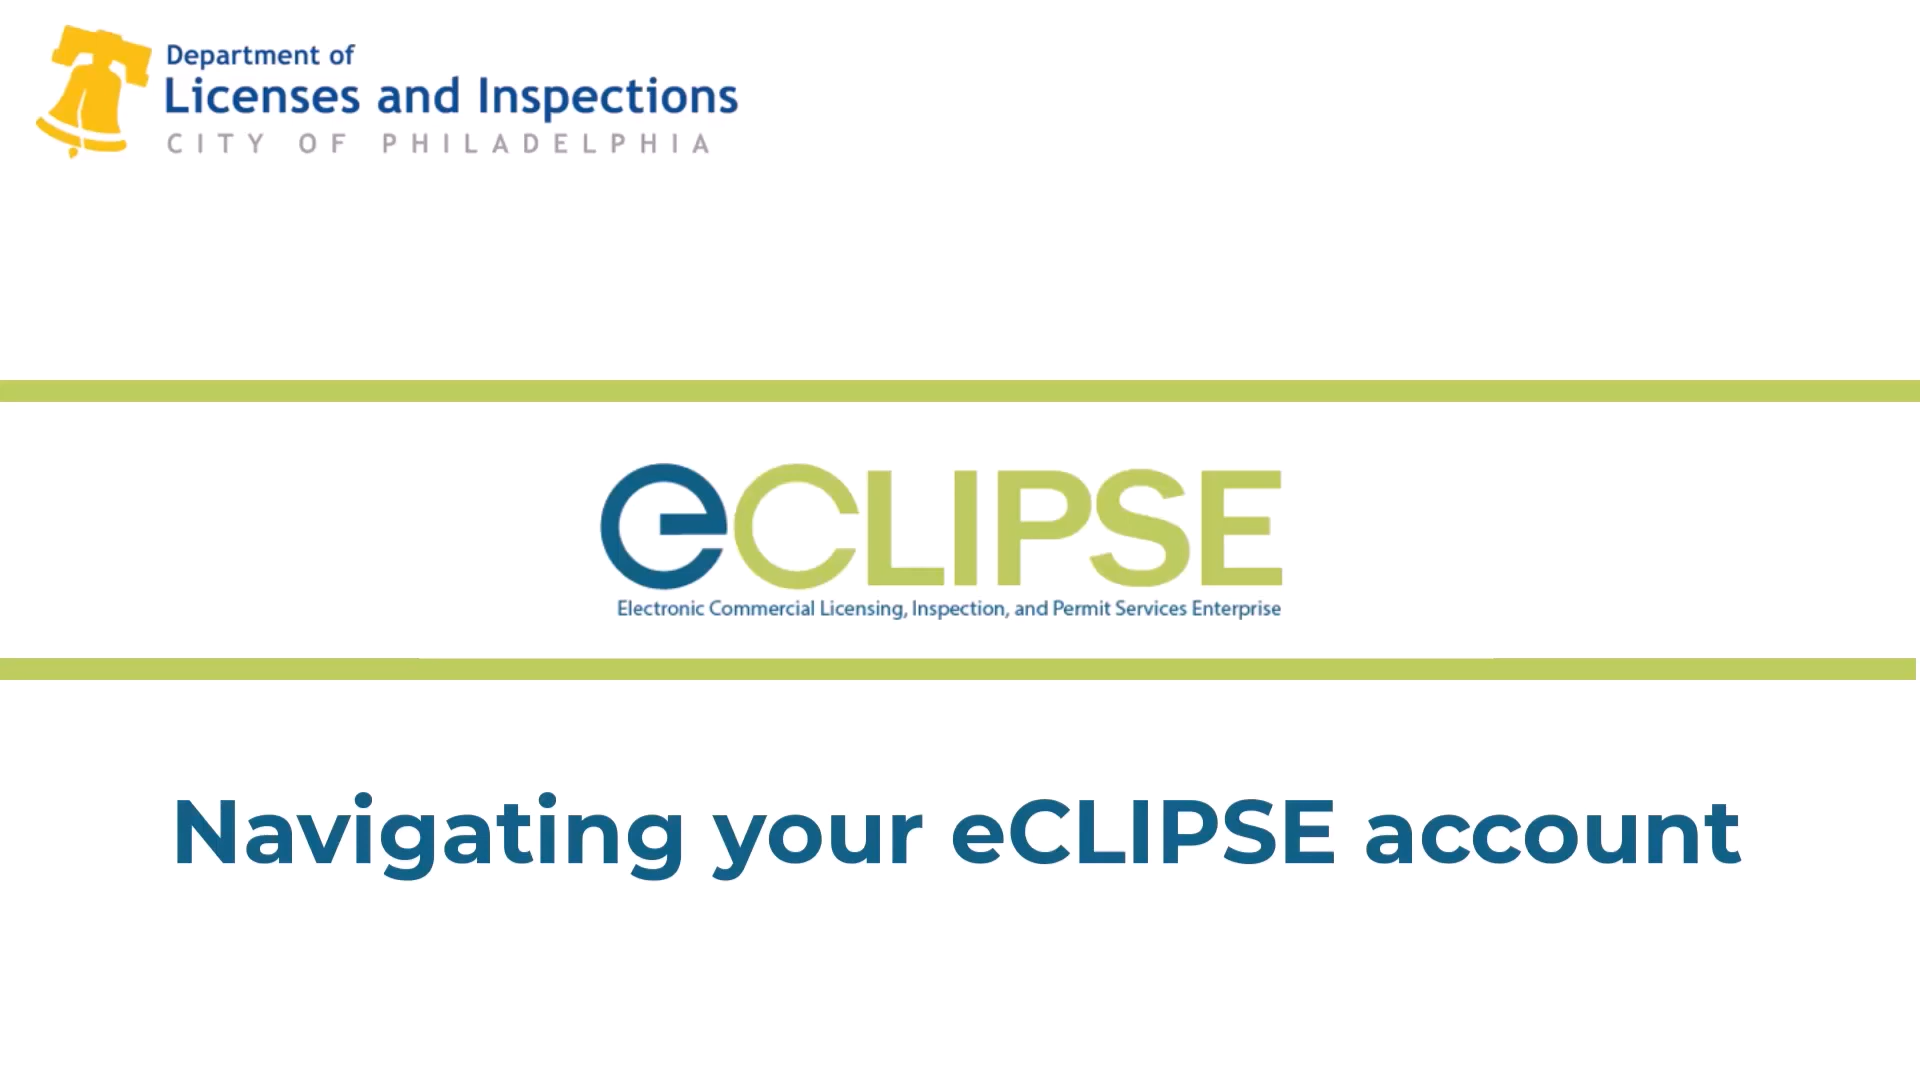 Department of
Licenses and Inspections
CITY OF PHILADELPHIA
eCLIPSE
Electronic Commercial Licensing, Inspection, and Permit Services Enterprise
Navigating your eCLIPSE account